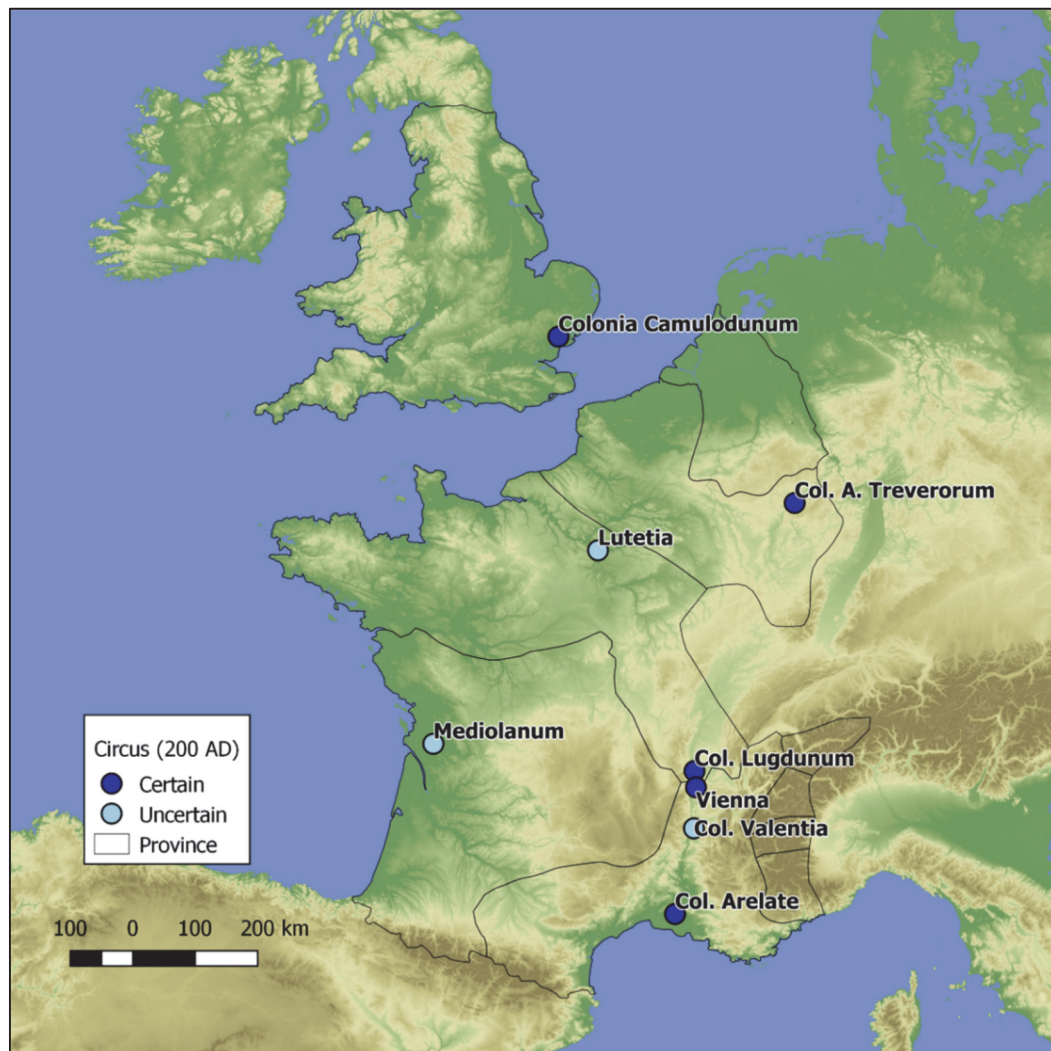 Colonia Camulodunum
Col. A. Treverorum
Lutetia
Mediolanum
Col. Lugdunum
Vienna
Col. Valentia
Col. Arelate
Circus (200 AD)
Certain
Uncertain
Province
100 0 100 200 km